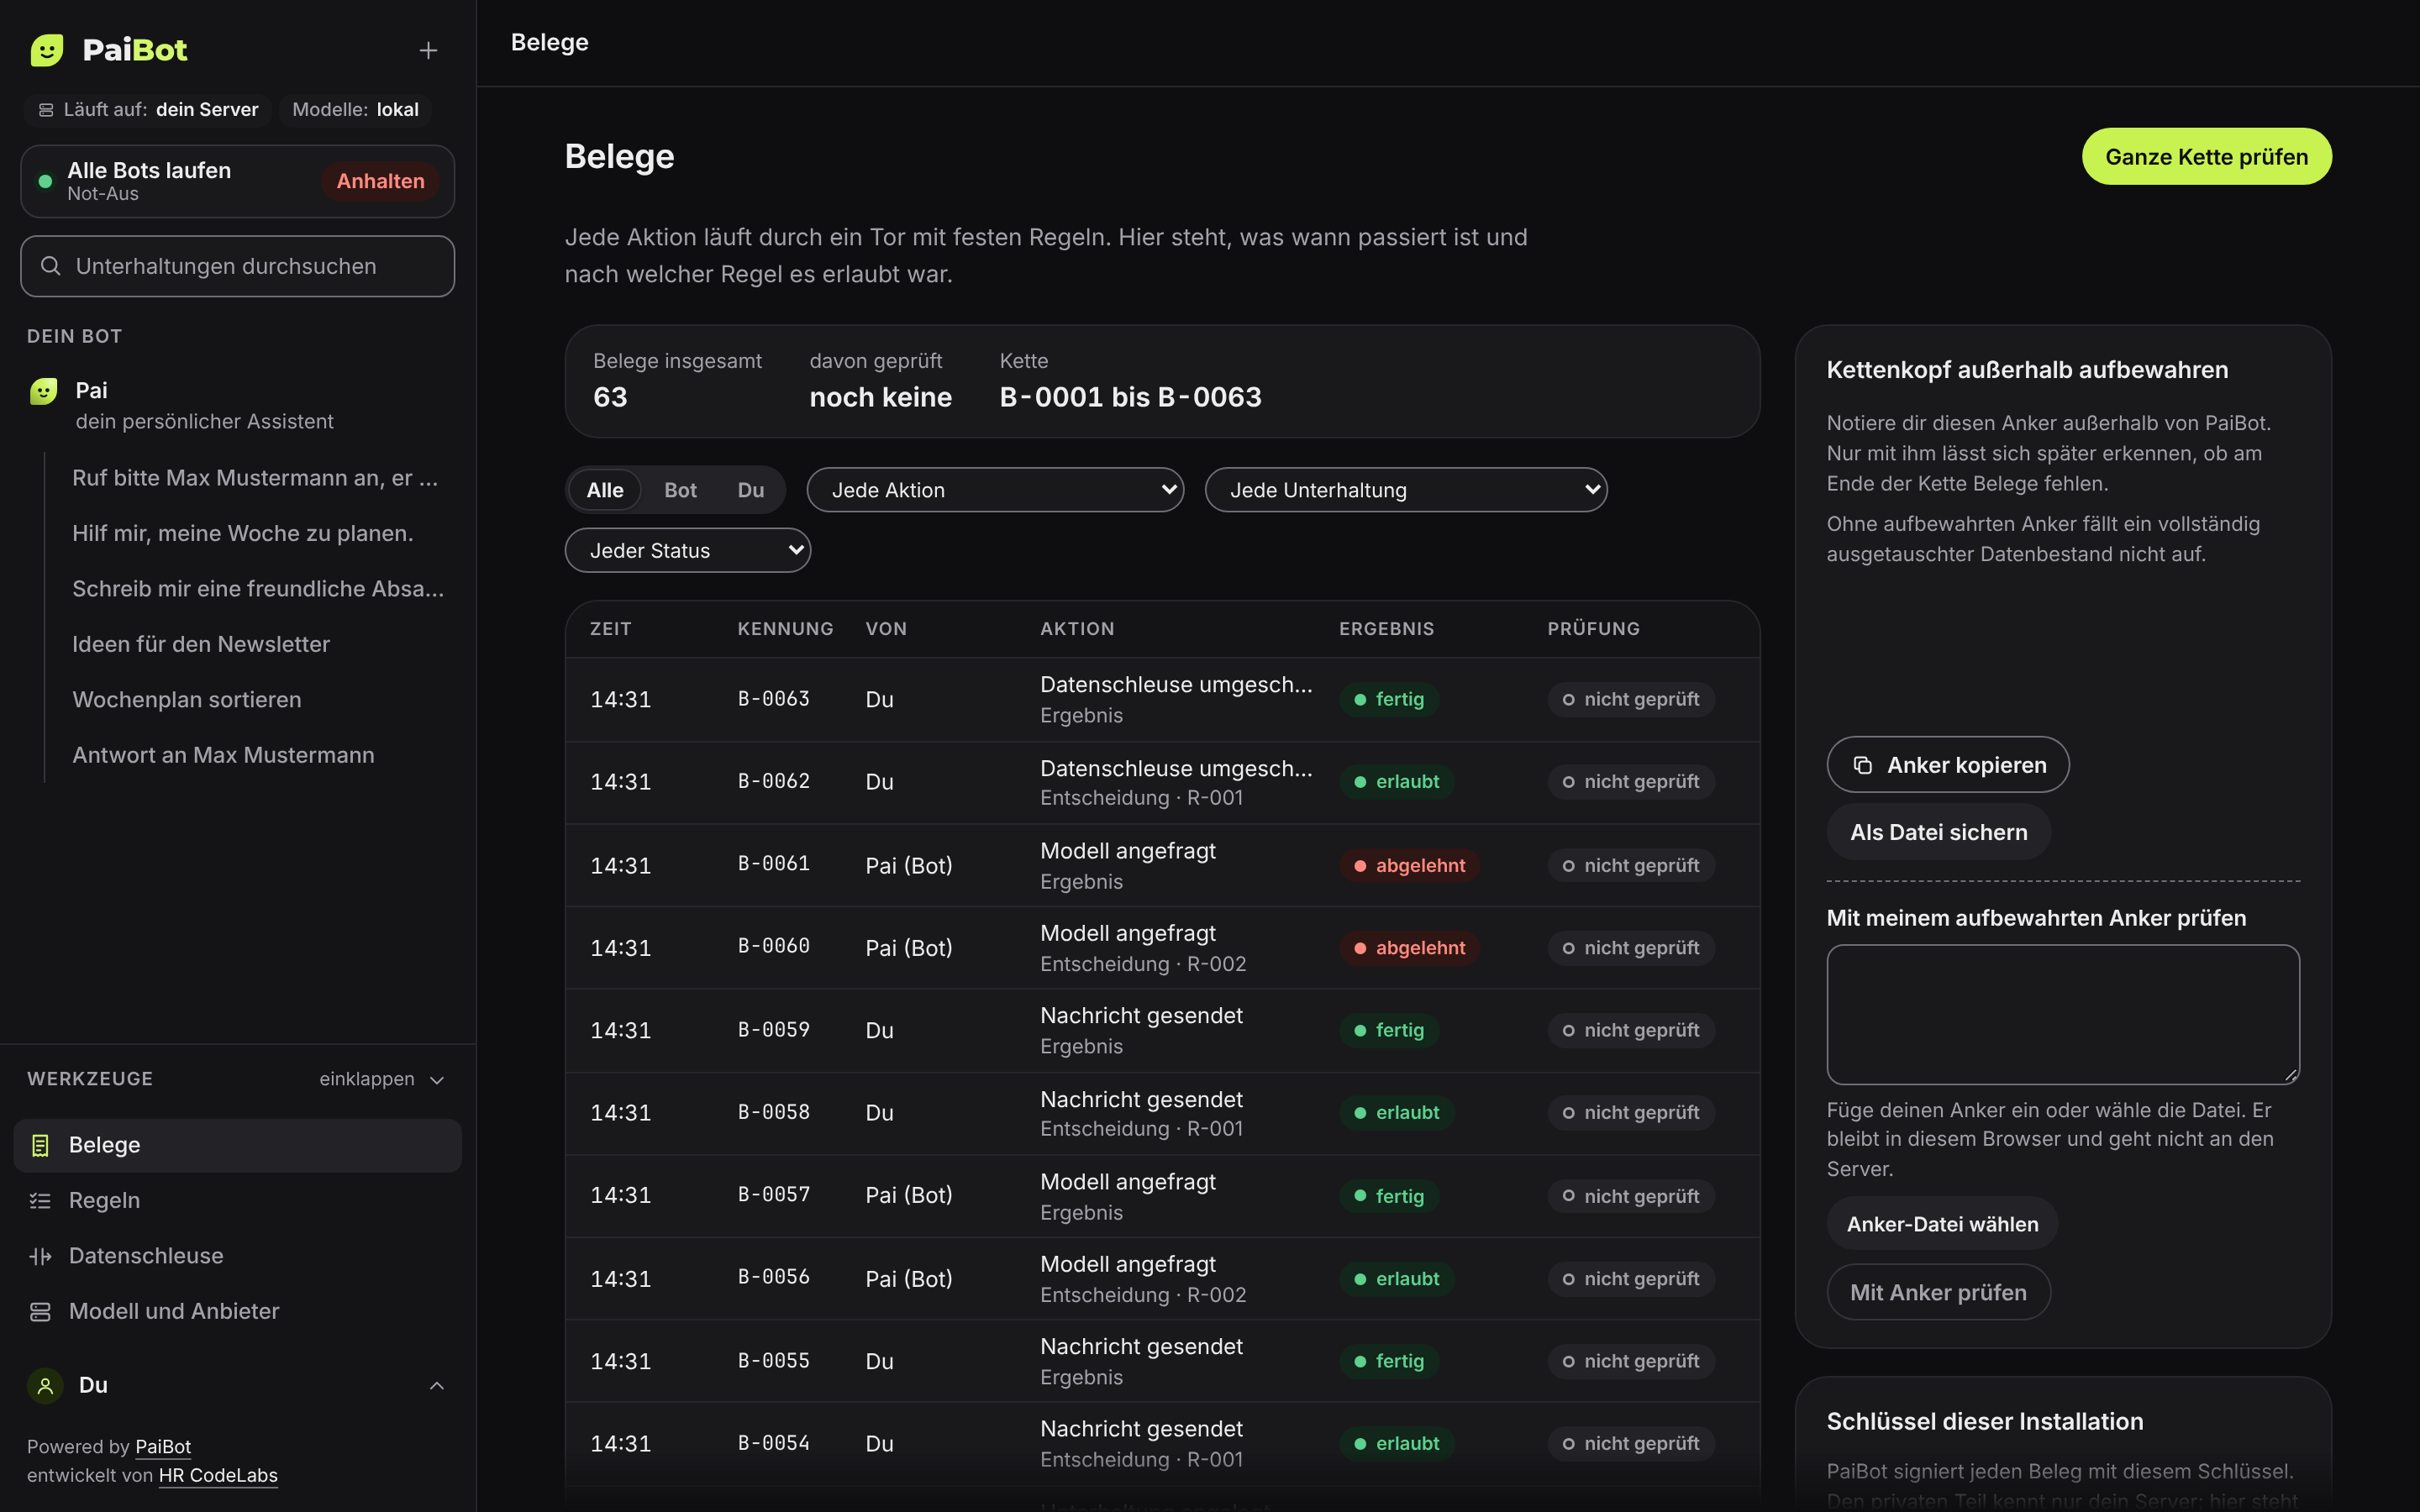 PaiBot
Läuft auf: dein Server
Modelle: lokal
Alle Bots laufen
Not-Aus
Anhalten
Unterhaltungen durchsuchen
DEIN BOT
Pai
dein persönlicher Assistent
Ruf bitte Max Mustermann an, er ...
Hilf mir, meine Woche zu planen.
Schreib mir eine freundliche Absa...
Ideen für den Newsletter
Wochenplan sortieren
Antwort an Max Mustermann
WERKZEUGE einklappen
Belege
Regeln
Datenschleuse
Modell und Anbieter
Du
Powered by PaiBot
entwickelt von HR CodeLabs
Belege
Belege
Ganze Kette prüfen
Jede Aktion läuft durch ein Tor mit festen Regeln. Hier steht, was wann passiert ist und
nach welcher Regel es erlaubt war.
Belege insgesamt davon geprüft Kette
63 noch keine B-0001 bis B-0063
Alle Bot Du Jede Aktion Jede Unterhaltung
Jeder Status
ZEIT KENNUNG VON AKTION ERGEBNIS PRÜFUNG
14:31 B-0063 Du Datenschleuse umgesch... fertig nicht geprüft
Ergebnis
14:31 B-0062 Du Datenschleuse umgesch... erlaubt nicht geprüft
Entscheidung · R-001
14:31 B-0061 Pai (Bot) Modell angefragt abgelehnt nicht geprüft
Ergebnis
14:31 B-0060 Pai (Bot) Modell angefragt abgelehnt nicht geprüft
Entscheidung · R-002
14:31 B-0059 Du Nachricht gesendet fertig nicht geprüft
Ergebnis
14:31 B-0058 Du Nachricht gesendet erlaubt nicht geprüft
Entscheidung · R-001
14:31 B-0057 Pai (Bot) Modell angefragt fertig nicht geprüft
Ergebnis
14:31 B-0056 Pai (Bot) Modell angefragt erlaubt nicht geprüft
Entscheidung · R-002
14:31 B-0055 Du Nachricht gesendet fertig nicht geprüft
Ergebnis
14:31 B-0054 Du Nachricht gesendet erlaubt nicht geprüft
Entscheidung · R-001
Kettenkopf außerhalb aufbewahren
Notiere dir diesen Anker außerhalb von PaiBot.
Nur mit ihm lässt sich später erkennen, ob am
Ende der Kette Belege fehlen.
Ohne aufbewahrten Anker fällt ein vollständig
ausgetauschter Datenbestand nicht auf.
Anker kopieren
Als Datei sichern
Mit meinem aufbewahrten Anker prüfen
Füge deinen Anker ein oder wähle die Datei. Er
bleibt in diesem Browser und geht nicht an den
Server.
Anker-Datei wählen
Mit Anker prüfen
Schlüssel dieser Installation
PaiBot signiert jeden Beleg mit diesem Schlüssel.
Den privaten Teil kennt nur dein Server; hier steht